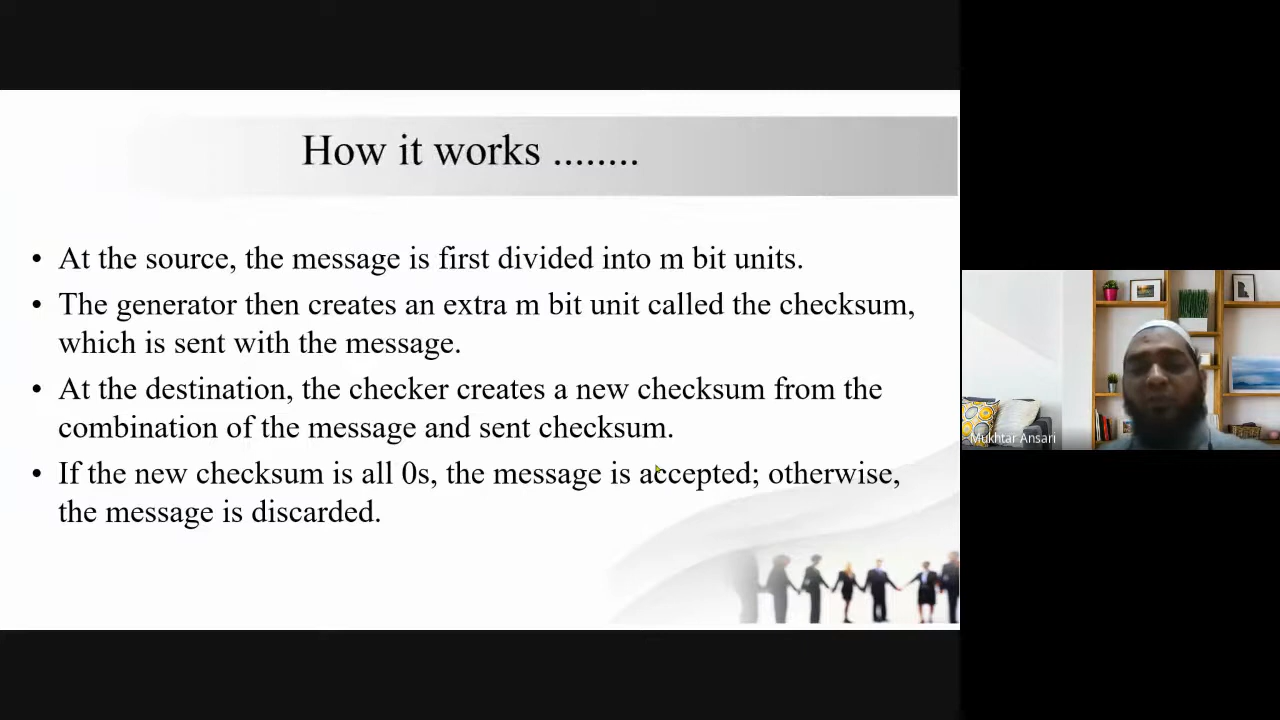 How it works ........
• At the source, the message is first divided into m bit units.
• The generator then creates an extra m bit unit called the checksum,
which is sent with the message.
• At the destination, the checker creates a new checksum from the
combination of the message and sent checksum.
• If the new checksum is all 0s, the message is accepted; otherwise,
the message is discarded.
Mukhtar Ansari